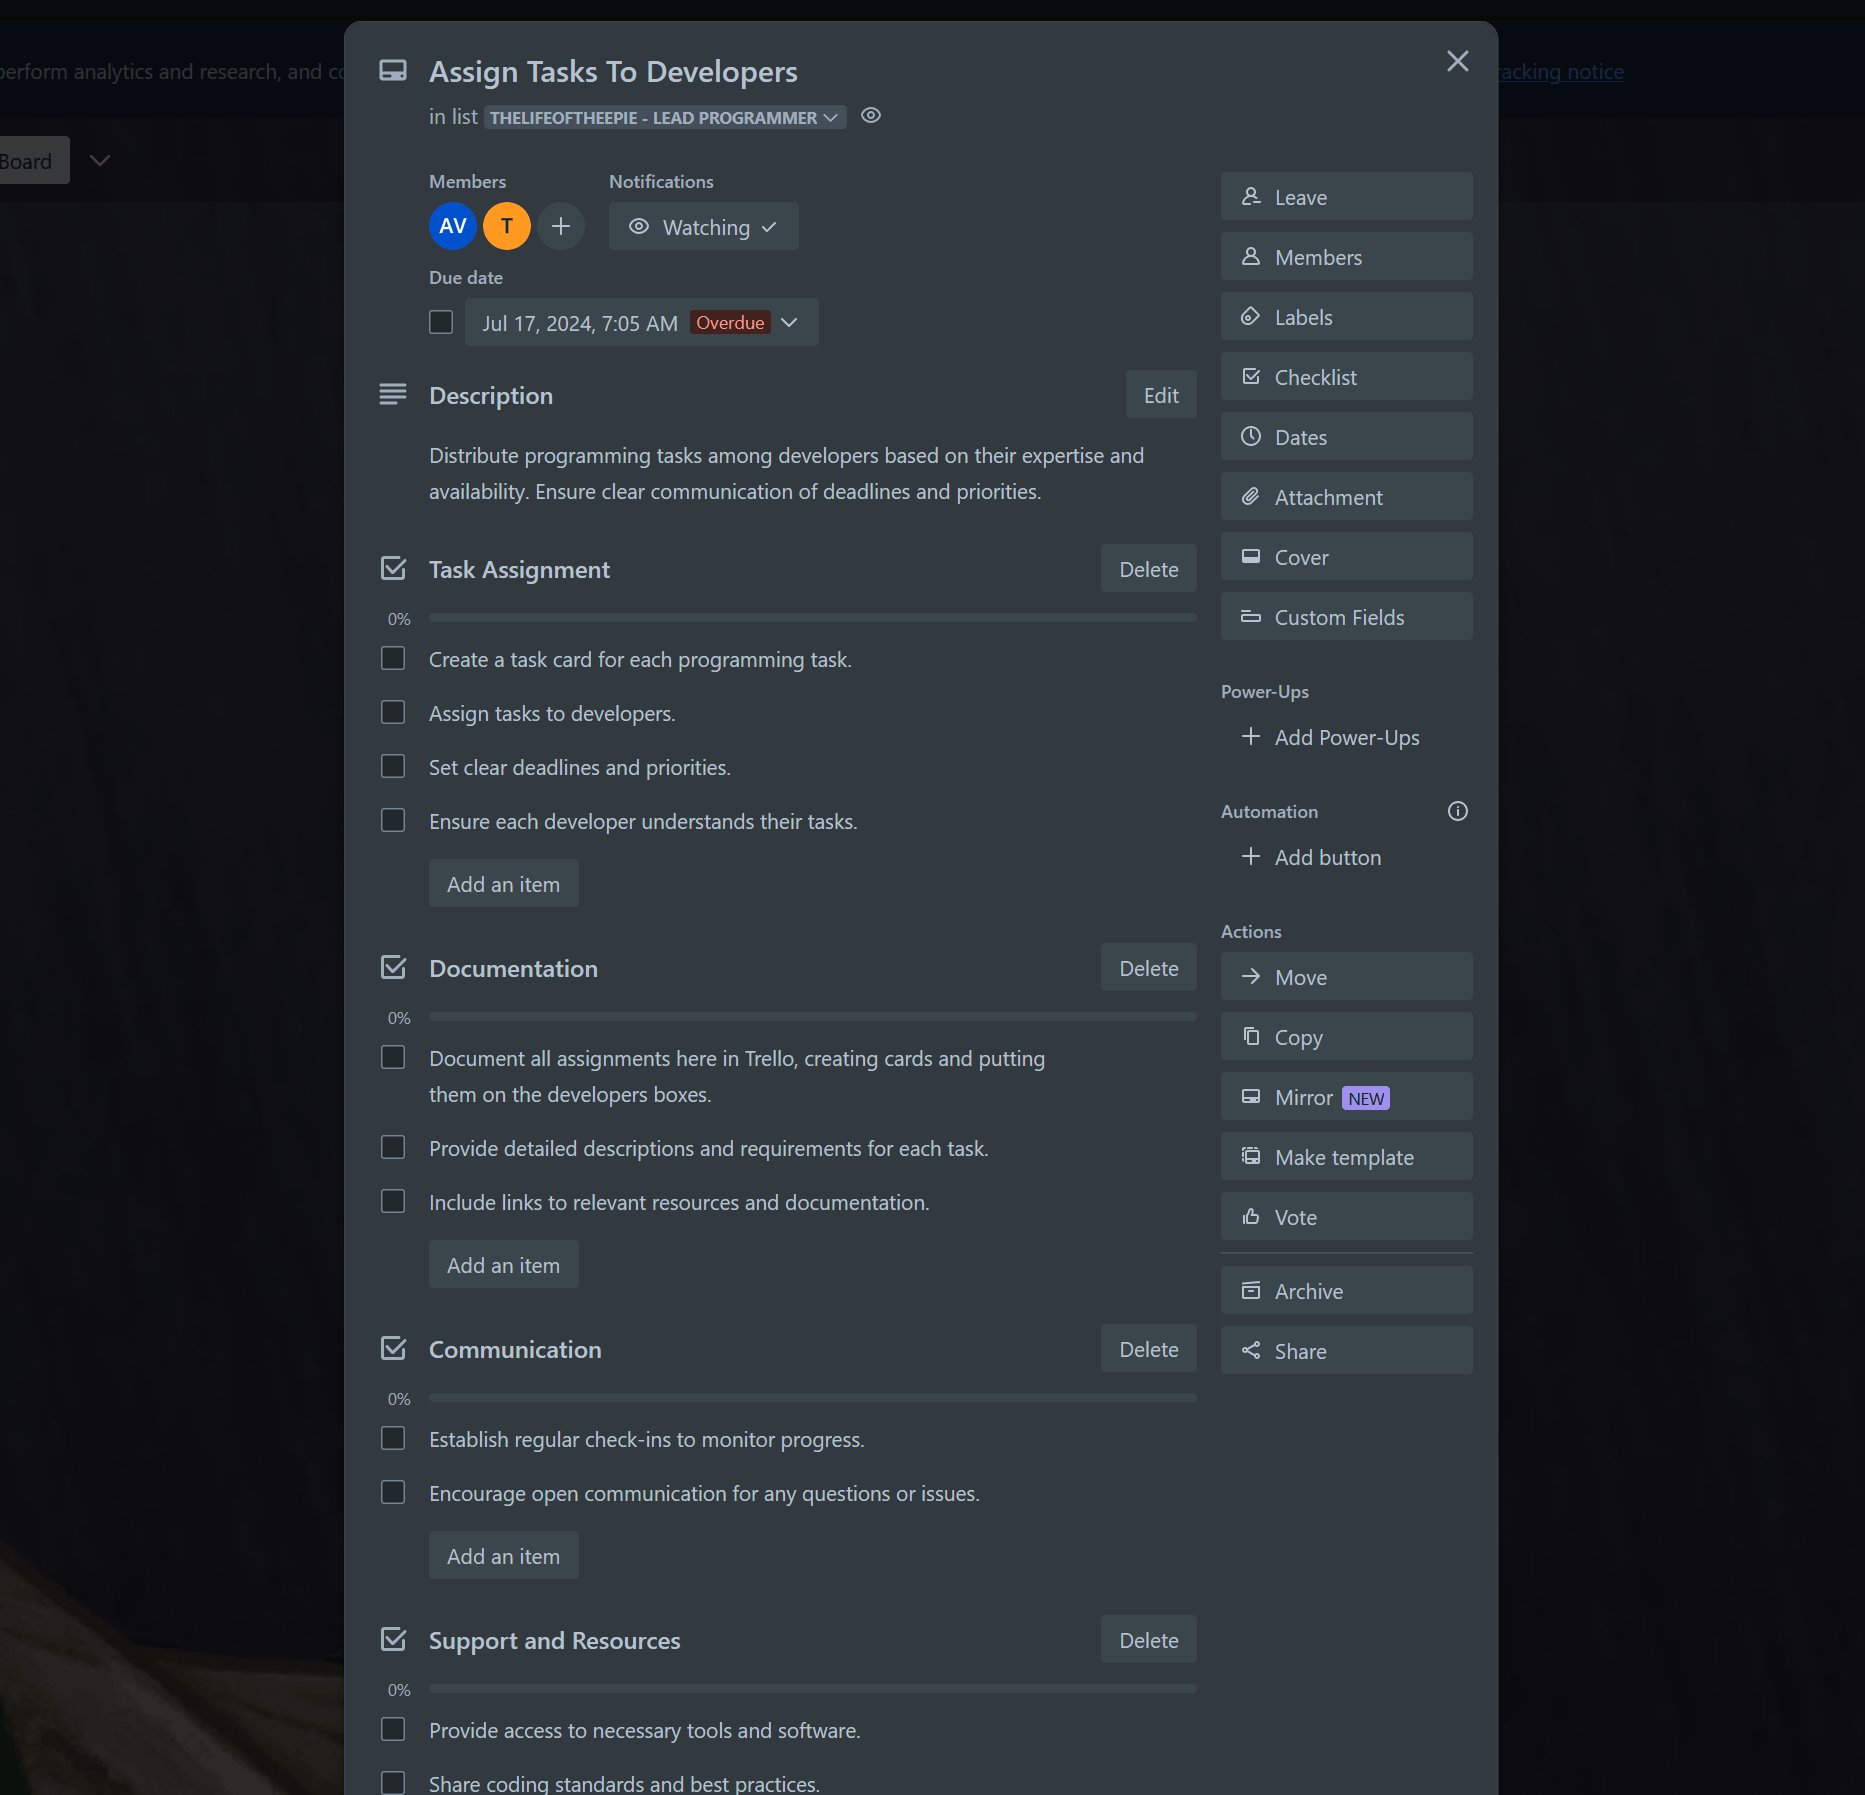 perform analytics and research, and co
racking notice
Board
Assign Tasks To Developers
in list THELIFEOFTHEEPIE - LEAD PROGRAMMER
Members
Notifications
AV
T
Watching
Due date
Jul 17, 2024, 7:05 AM Overdue
Description
Edit
Distribute programming tasks among developers based on their expertise and
availability. Ensure clear communication of deadlines and priorities.
Task Assignment
Delete
0%
Create a task card for each programming task.
Assign tasks to developers.
Set clear deadlines and priorities.
Ensure each developer understands their tasks.
Add an item
Documentation
Delete
0%
Document all assignments here in Trello, creating cards and putting
them on the developers boxes.
Provide detailed descriptions and requirements for each task.
Include links to relevant resources and documentation.
Add an item
Communication
Delete
0%
Establish regular check-ins to monitor progress.
Encourage open communication for any questions or issues.
Add an item
Support and Resources
Delete
0%
Provide access to necessary tools and software.
Share coding standards and best practices.
Leave
Members
Labels
Checklist
Dates
Attachment
Cover
Custom Fields
Power-Ups
Add Power-Ups
Automation
Add button
Actions
Move
Copy
Mirror NEW
Make template
Vote
Archive
Share